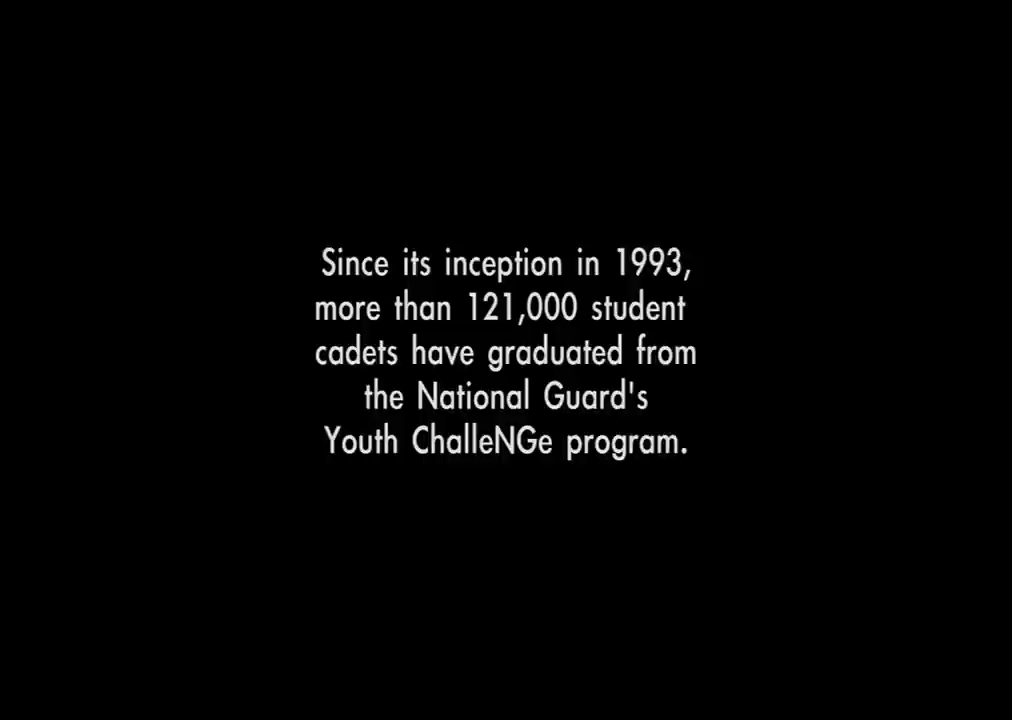 Since its inception in 1993,
more than 121,000 student
cadets have graduated from
the National Guard's
Youth ChalleNGe program.